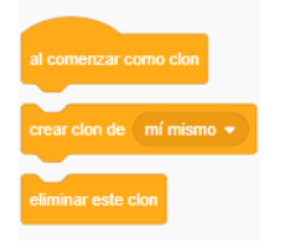 al comenzar como clon
crear clon de mí mismo
eliminar este clon